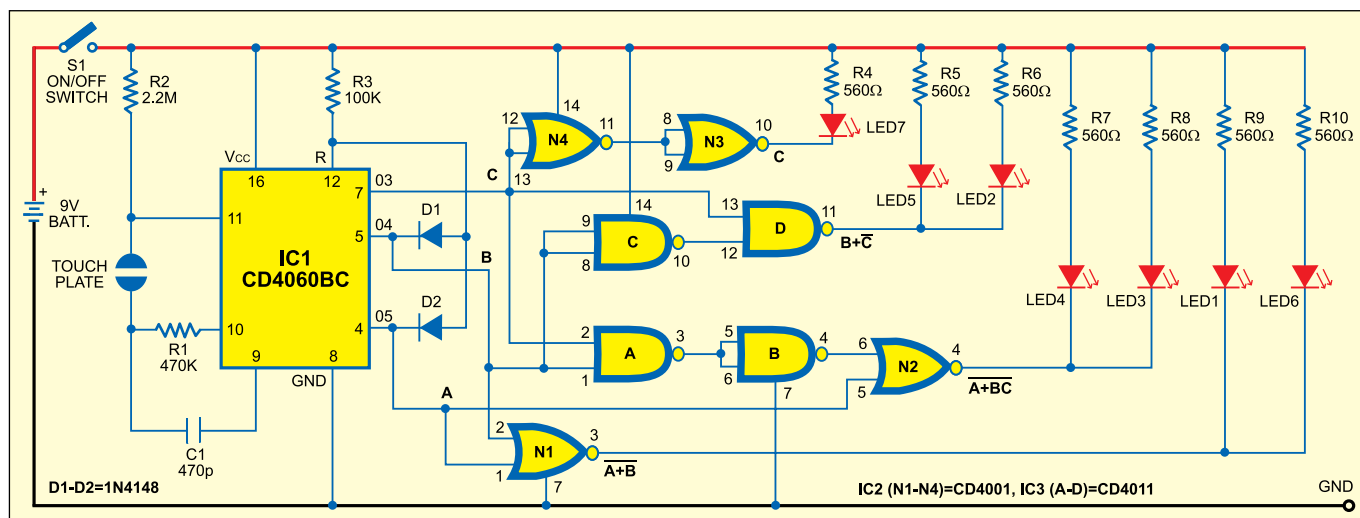 S1
ON/OFF
SWITCH
R2
2.2M
R3
100K
R4
560Ω
R5
560Ω
R6
560Ω
R7
560Ω
R8
560Ω
R9
560Ω
R10
560Ω
LED7
LED5
LED2
LED4
LED3
LED1
LED6
+
9V
BATT.
TOUCH
PLATE
R1
470K
C1
470p
VCC
R
16
12
11
10
9
8
GND
IC1
CD4060BC
7
03
5
04
4
05
D1
D2
C
B
A
12
13
14
N4
11
8
9
N3
10
C
9
8
14
C
10
13
12
D
11
B+C̅
2
1
A
3
5
6
B
4
7
6
5
N2
4
A̅+̅B̅C̅
2
1
N1
3
7
A̅+̅B̅
D1-D2=1N4148
IC2 (N1-N4)=CD4001, IC3 (A-D)=CD4011
GND